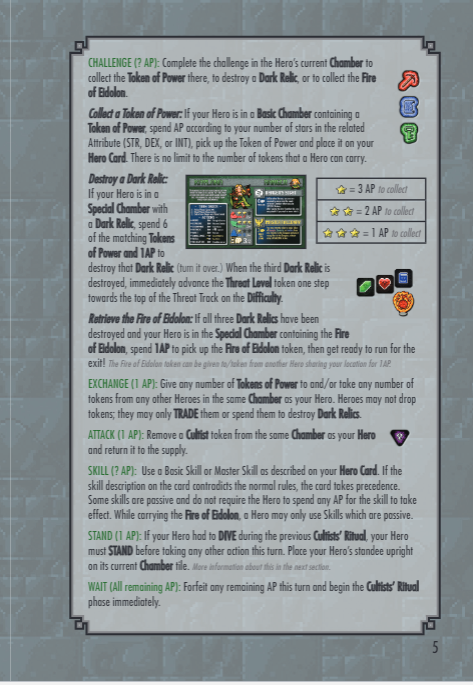 CHALLENGE (? AP): Complete the challenge in the Hero's current Chamber to
collect the Token of Power there, to destroy a Dark Relic, or to collect the Fire
of Eidolon.
Collect a Token of Power: If your Hero is in a Basic Chamber containing a
Token of Power, spend AP according to your number of stars in the related
Attribute (STR, DEX, or INT), pick up the Token of Power and place it on your
Hero Card. There is no limit to the number of tokens that a Hero can carry.
Destroy a Dark Relic:
If your Hero is in a
Special Chamber with
a Dark Relic, spend 6
of the matching Tokens
of Power and 1AP to
= 3 AP to collect
= 2 AP to collect
= 1 AP to collect
destroy that Dark Relic (turn it over.) When the third Dark Relic is
destroyed, immediately advance the Threat Level token one step
towards the top of the Threat Track on the Difficulty.
Retrieve the Fire of Eidolon: If all three Dark Relics have been
destroyed and your Hero is in the Special Chamber containing the Fire
of Eidolon, spend 1AP to pick up the Fire of Eidolon token, then get ready to run for the
exit! The Fire of Eidolon token can be given to/taken from another Hero sharing your location for 1AP.
EXCHANGE (1 AP): Give any number of Tokens of Power to and/or take any number of
tokens from any other Heroes in the same Chamber as your Hero. Heroes may not drop
tokens; they may only TRADE them or spend them to destroy Dark Relics.
ATTACK (1 AP): Remove a Cultist token from the same Chamber as your Hero
and return it to the supply.
SKILL (? AP): Use a Basic Skill or Master Skill as described on your Hero Card. If the
skill description on the card contradicts the normal rules, the card takes precedence.
Some skills are passive and do not require the Hero to spend any AP for the skill to take
effect. While carrying the Fire of Eidolon, a Hero may only use Skills which are passive.
STAND (1 AP): If your Hero had to DIVE during the previous Cultists' Ritual, your Hero
must STAND before taking any other action this turn. Place your Hero's standee upright
on its current Chamber tile. More information about this in the next section.
WAIT (All remaining AP): Forfeit any remaining AP this turn and begin the Cultists' Ritual
phase immediately.
5